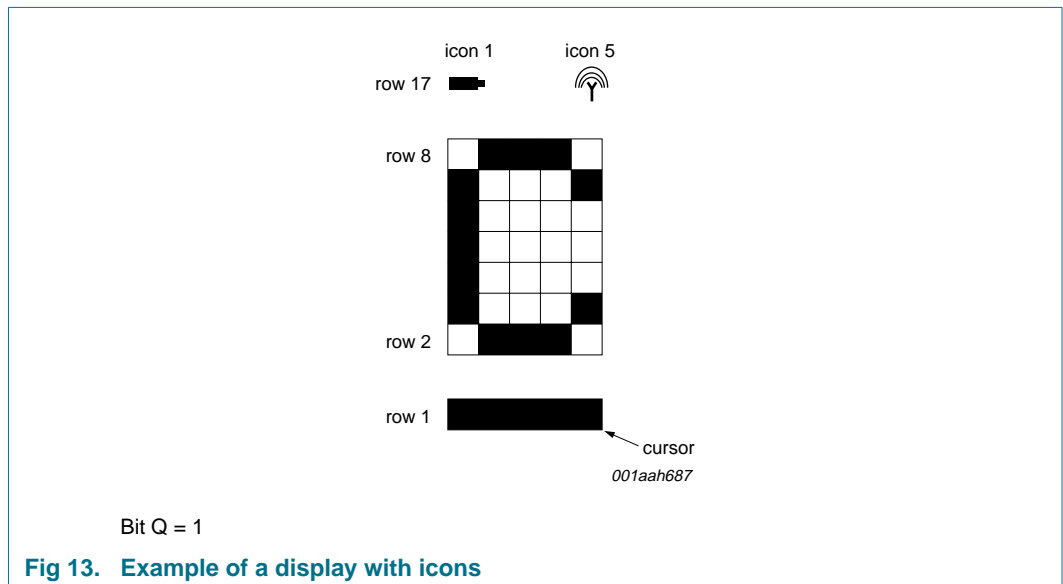 icon 1 icon 5
row 17
row 8
row 2
row 1
cursor
001aah687
Bit Q = 1
Fig 13. Example of a display with icons